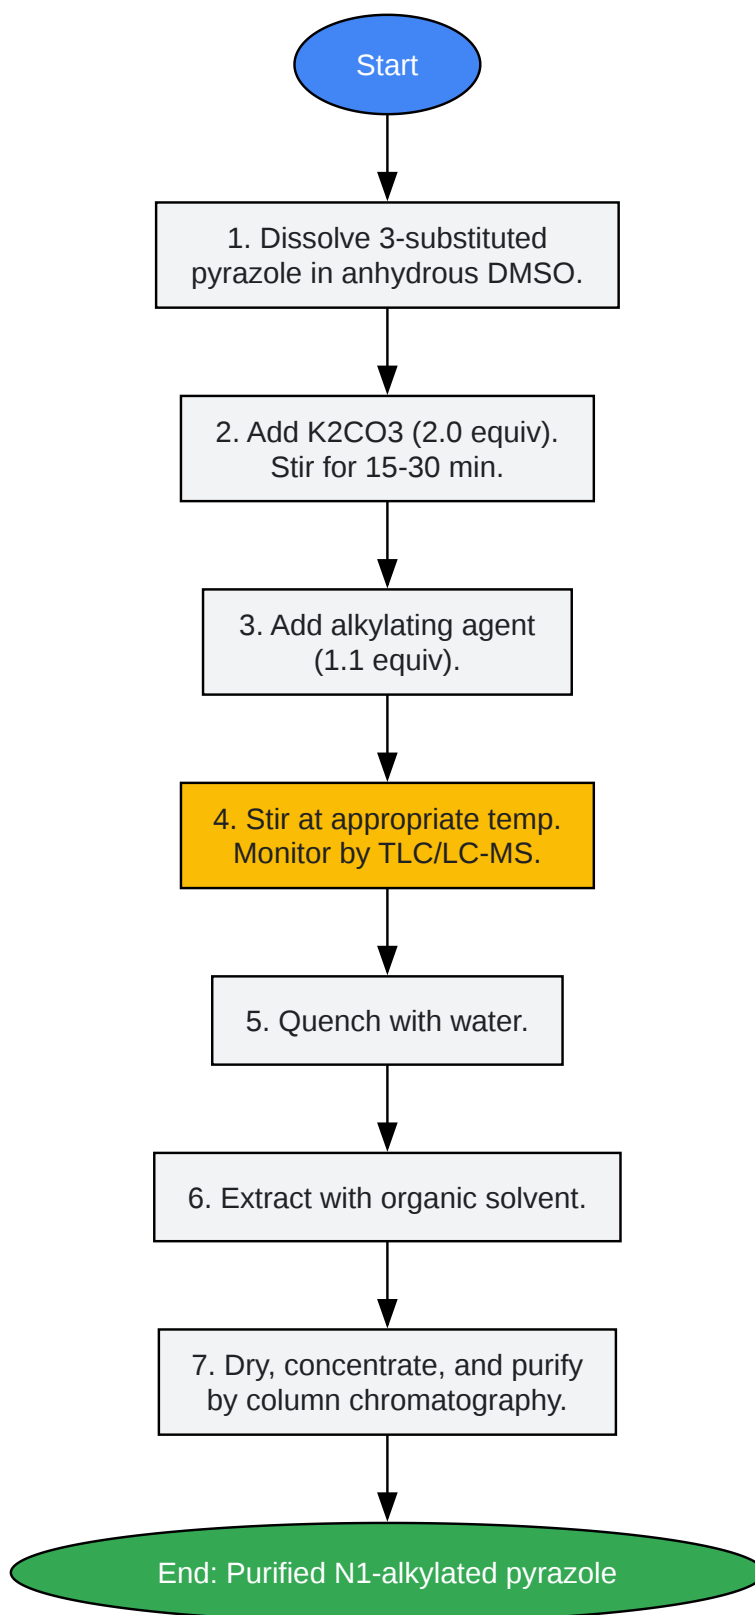 Start
1. Dissolve 3-substituted
pyrazole in anhydrous DMSO.
2. Add K2CO3 (2.0 equiv).
Stir for 15-30 min.
3. Add alkylating agent
(1.1 equiv).
4. Stir at appropriate temp.
Monitor by TLC/LC-MS.
5. Quench with water.
6. Extract with organic solvent.
7. Dry, concentrate, and purify
by column chromatography.
End: Purified N1-alkylated pyrazole